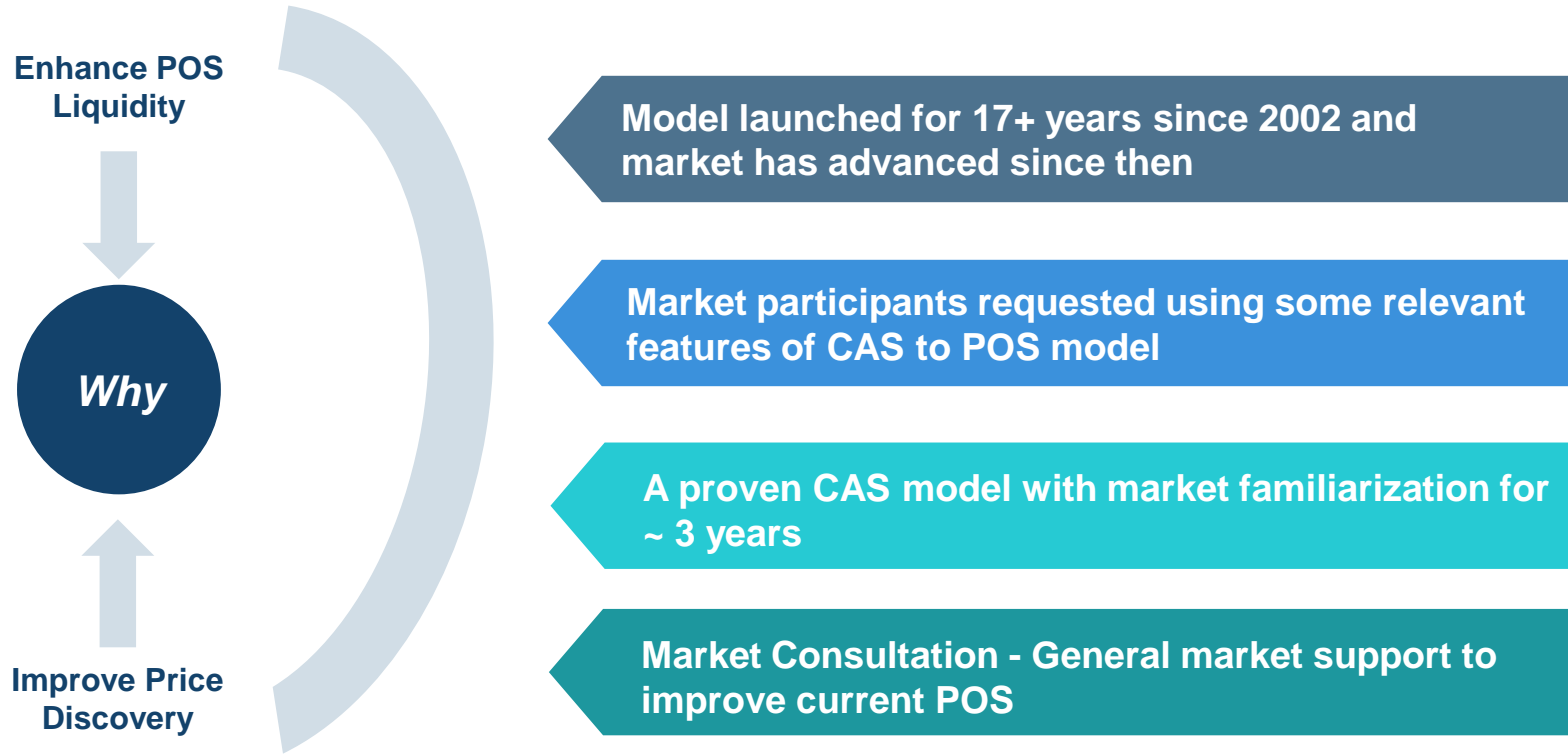 Enhance POS
Liquidity
Why
Improve Price
Discovery
Model launched for 17+ years since 2002 and
market has advanced since then
Market participants requested using some relevant
features of CAS to POS model
A proven CAS model with market familiarization for
~ 3 years
Market Consultation - General market support to
improve current POS